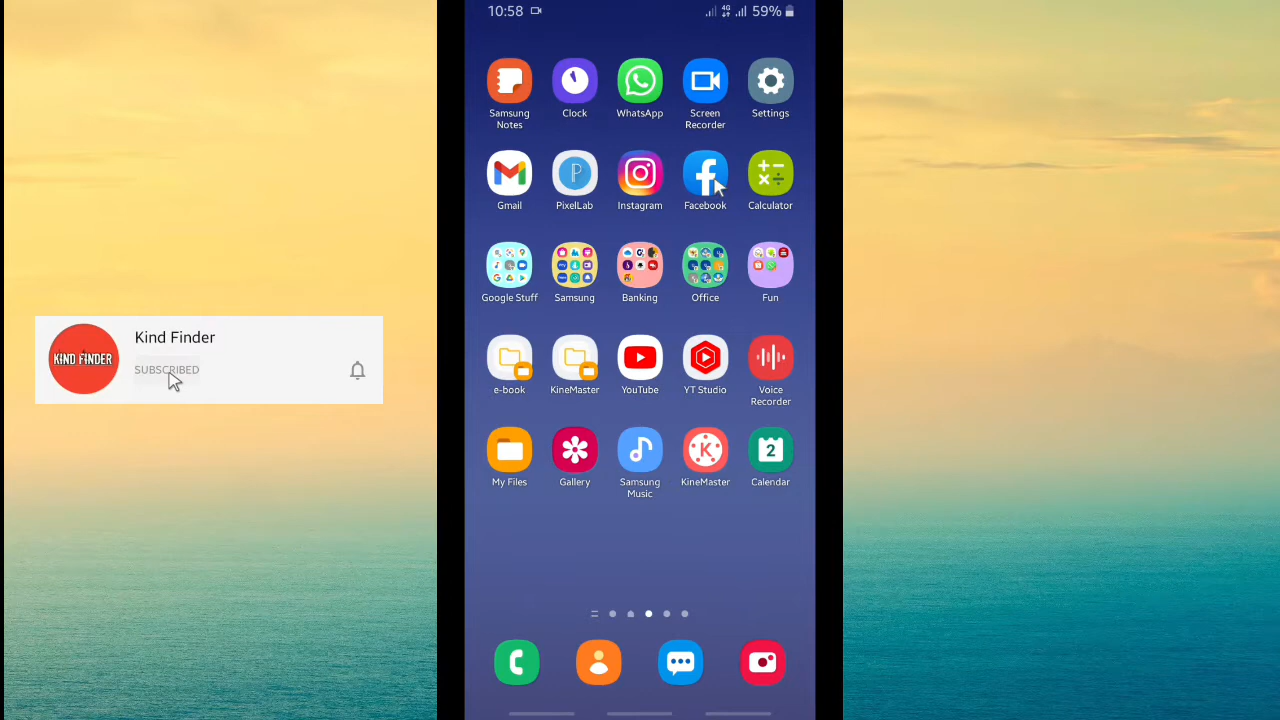 10:58
4G
59%
Samsung
Notes
Clock
WhatsApp
Screen
Recorder
Settings
Gmail
P
PixelLab
Instagram
Facebook
Calculator
Google Stuff
Samsung
Banking
Office
Fun
KIND FINDER
Kind Finder
SUBSCRIBED
e-book
KineMaster
YouTube
YT Studio
Voice
Recorder
My Files
Gallery
Samsung
Music
K
KineMaster
2
Calendar